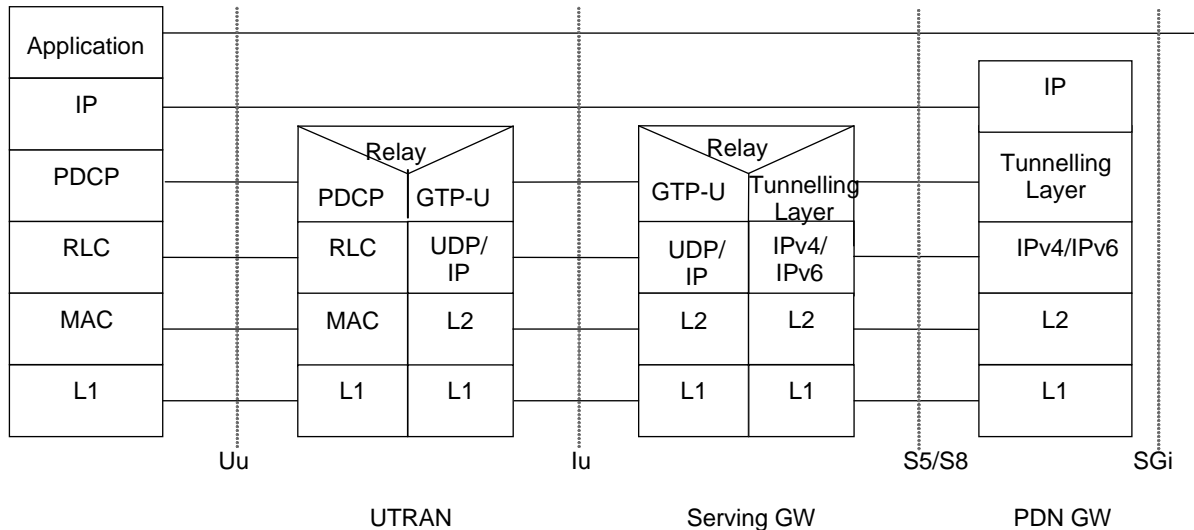 Application
IP
PDCP
RLC
MAC
L1
Relay
PDCP
GTP-U
RLC
UDP/
IP
MAC
L2
L1
L1
Relay
GTP-U
Tunnelling
Layer
UDP/
IP
IPv4/
IPv6
L2
L2
L1
L1
IP
Tunnelling
Layer
IPv4/IPv6
L2
L1
Uu
Iu
S5/S8
SGi
UTRAN
Serving GW
PDN GW